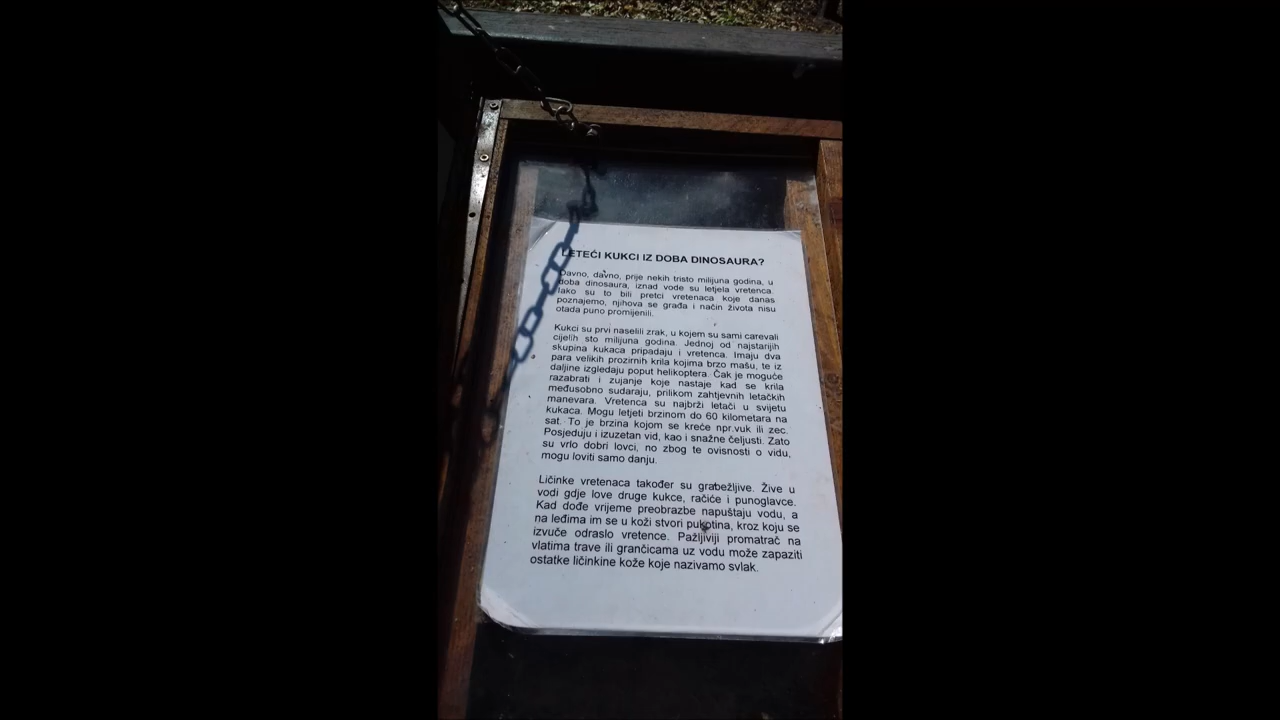 LETEĆI KUKCI IZ DOBA DINOSAURA?
Davno, davno, prije nekih tristo milijuna godina, u
doba dinosaura, iznad vode su letjela vretenca.
Iako su to bili pretci vretenaca koje danas
poznajemo, njihova se građa i način života nisu
otada puno promijenili.
Kukci su prvi naselili zrak, u kojem su sami carevali
cijelih sto milijuna godina. Jednoj od najstarijih
skupina kukaca pripadaju i vretenca. Imaju dva
para velikih prozirnih krila kojima brzo mašu, te iz
daljine izgledaju poput helikoptera. Čak je moguće
razabrati i zujanje koje nastaje kad se krila
međusobno sudaraju, prilikom zahtjevnih letačkih
manevara. Vretenca su najbrži letači u svijetu
kukaca. Mogu letjeti brzinom do 60 kilometara na
sat. To je brzina kojom se kreće npr.vuk ili zec.
Posjeduju i izuzetan vid, kao i snažne čeljusti. Zato
su vrlo dobri lovci, no zbog te ovisnosti o vidu,
mogu loviti samo danju.
Ličinke vretenaca također su grabežljive. Žive u
vodi gdje love druge kukce, račiće i punoglavce.
Kad dođe vrijeme preobrazbe napuštaju vodu, a
na leđima im se u koži stvori pukotina, kroz koju se
izvuče odraslo vretence. Pažljiviji promatrač na
vlatima trave ili grančicama uz vodu može zapaziti
ostatke ličinkine kože koje nazivamo svlak.